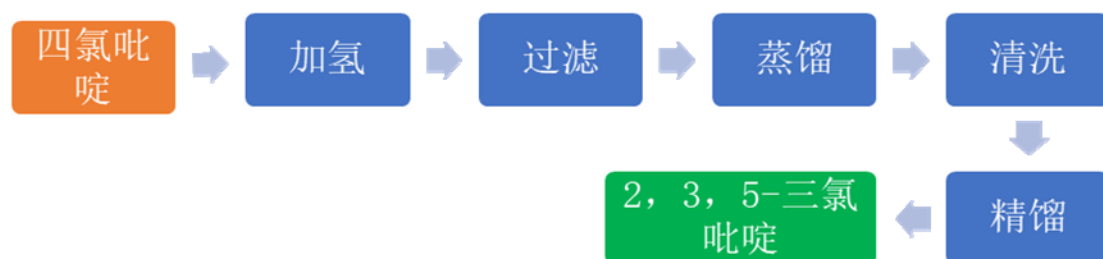 四氯吡
啶
加氢
过滤
蒸馏
清洗
精馏
2，3，5-三氯
吡啶